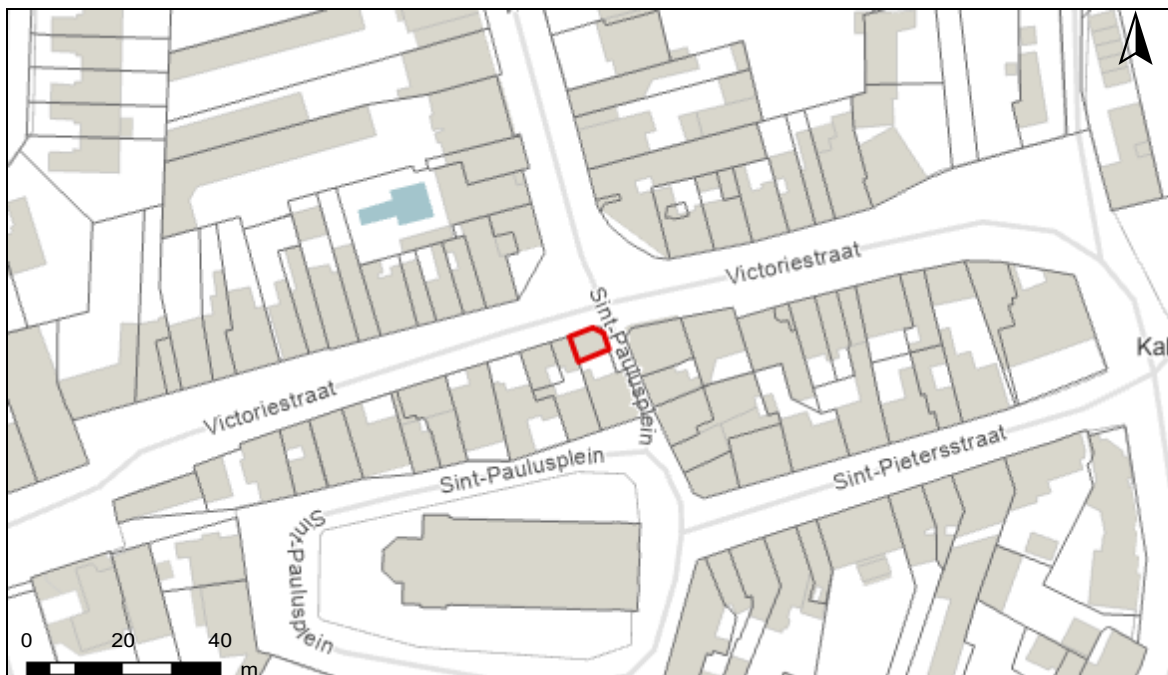 Victoriestraat
Sint-Paulusplein
Kal
Victoriestraat
Sint-Paulusplein
Sint-Pietersstraat
Sint-Paulusplein
0 20 40
m